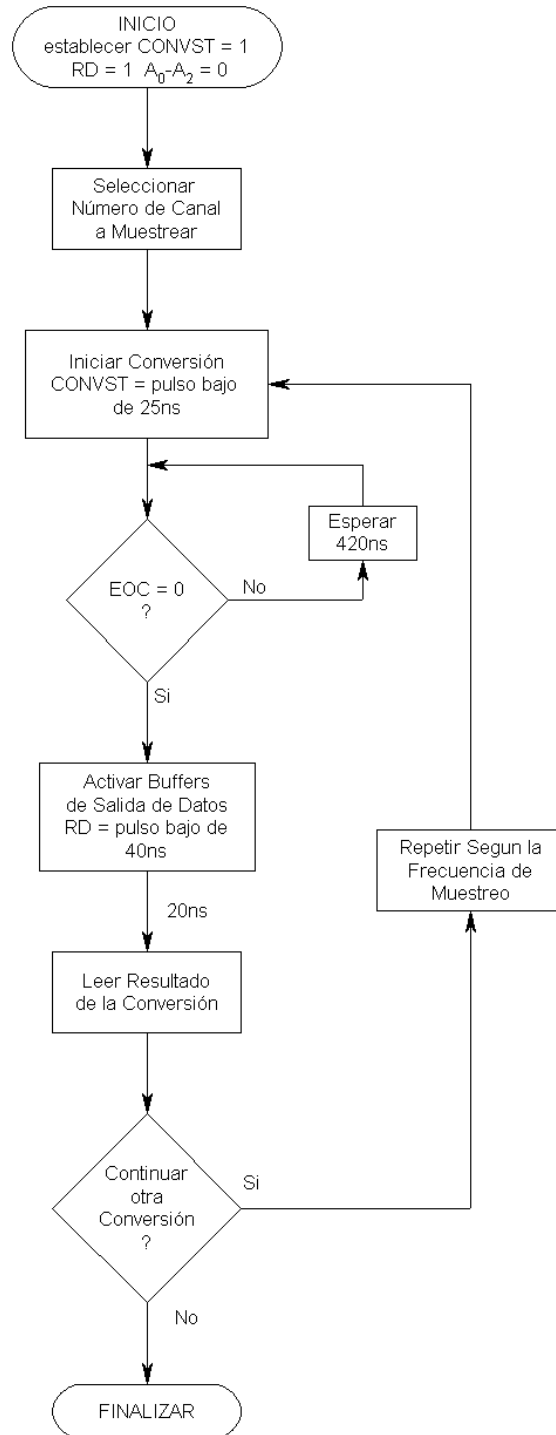 INICIO
establecer CONVST = 1
RD = 1 A0-A2 = 0
Seleccionar
Número de Canal
a Muestrear
Iniciar Conversión
CONVST = pulso bajo
de 25ns
Esperar
420ns
EOC = 0
?
No
Si
Activar Buffers
de Salida de Datos
RD = pulso bajo de
40ns
Repetir Segun la
Frecuencia de
Muestreo
20ns
Leer Resultado
de la Conversión
Continuar
otra
Conversión
?
Si
No
FINALIZAR